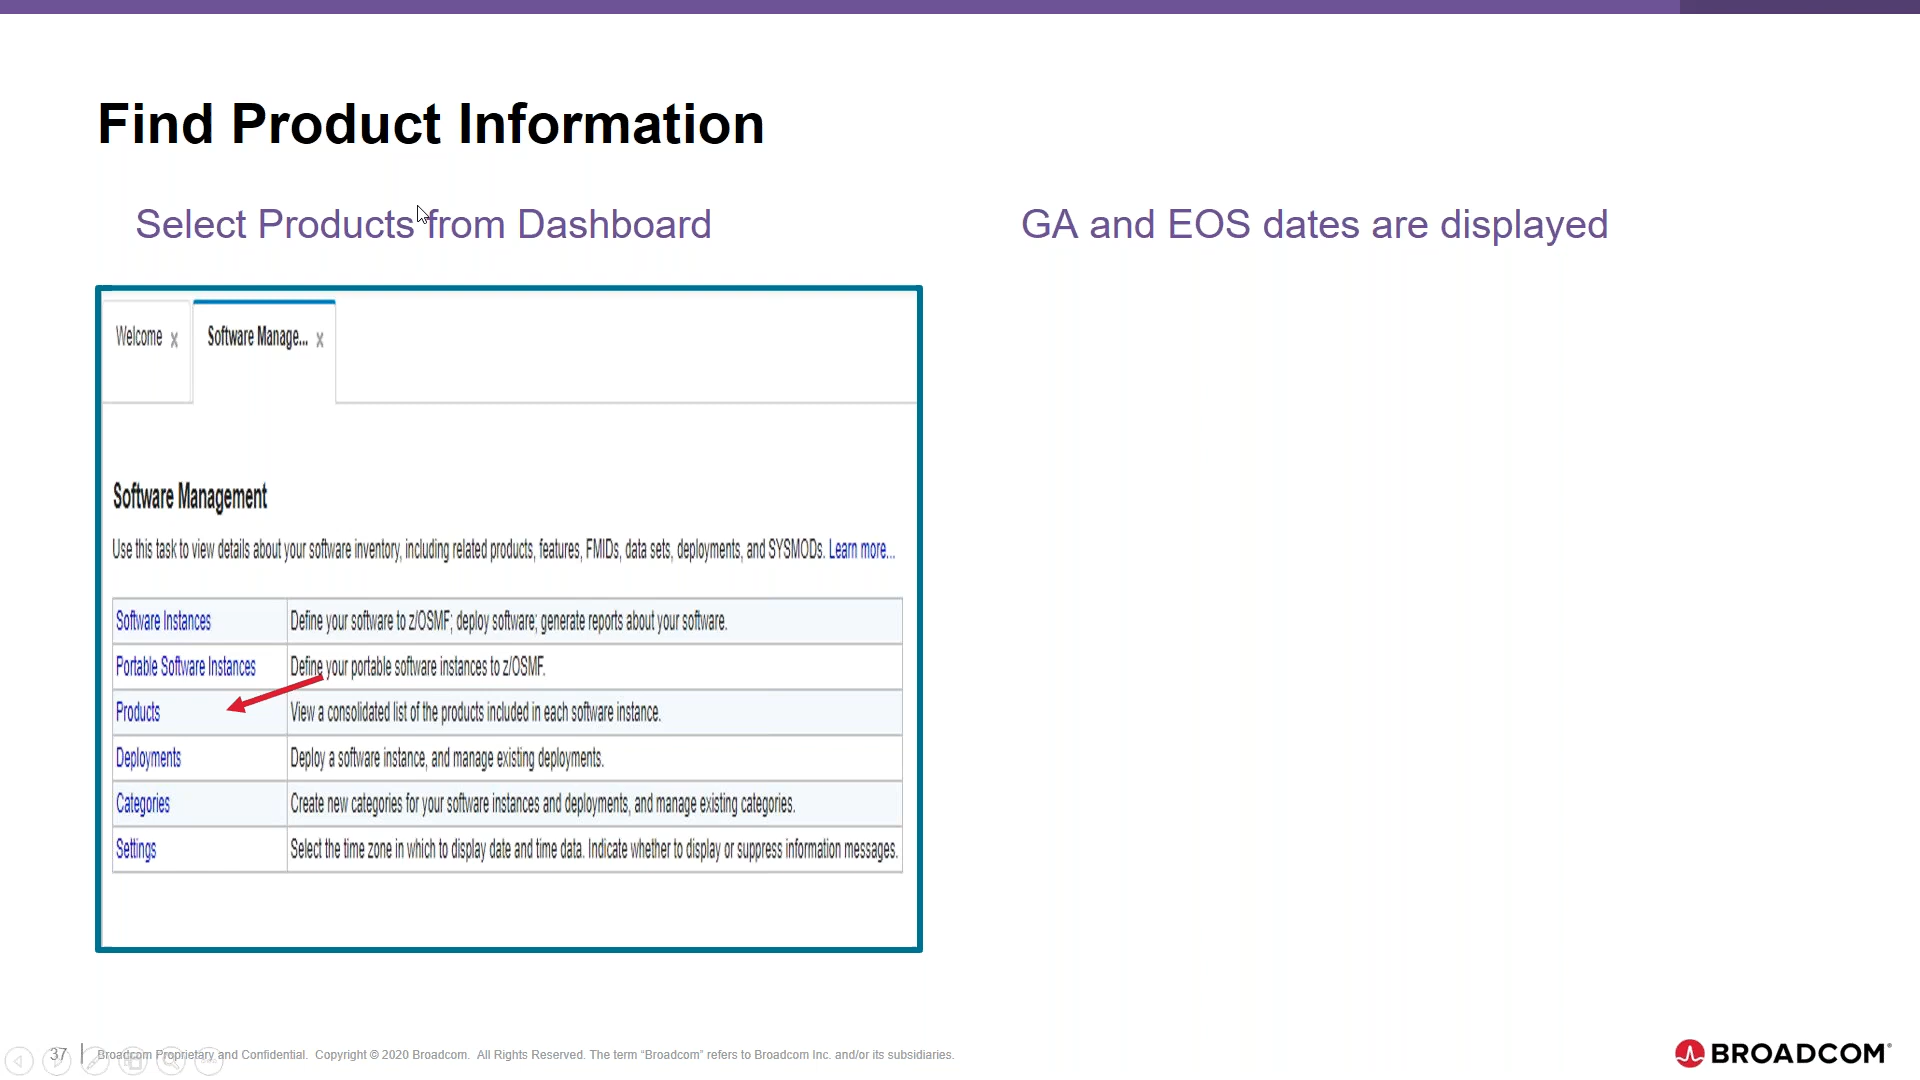 Find Product Information
Select Products from Dashboard
GA and EOS dates are displayed
Welcome x
Software Manage... x
Software Management
Use this task to view details about your software inventory, including related products, features, FMIDs, data sets, deployments, and SYSMODs. Learn more...
Software Instances Define your software to z/OSMF; deploy software; generate reports about your software.
Portable Software Instances Define your portable software instances to z/OSMF.
Products View a consolidated list of the products included in each software instance.
Deployments Deploy a software instance, and manage existing deployments.
Categories Create new categories for your software instances and deployments, and manage existing categories.
Settings Select the time zone in which to display date and time data. Indicate whether to display or suppress information messages.
37 | Broadcom Proprietary and Confidential. Copyright © 2020 Broadcom. All Rights Reserved. The term “Broadcom” refers to Broadcom Inc. and/or its subsidiaries.
BROADCOM®